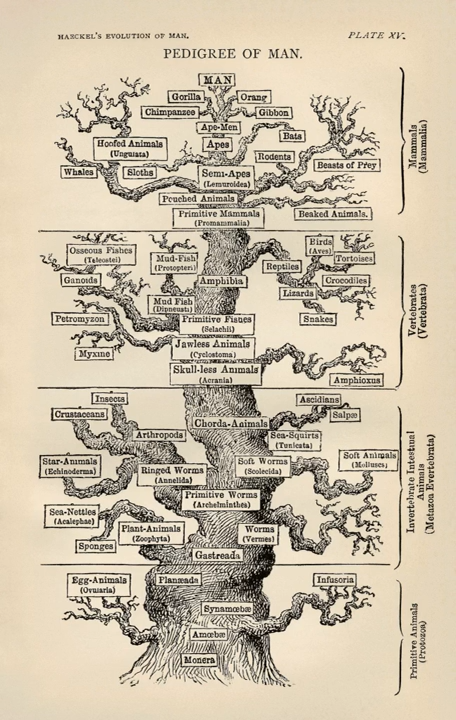 HAECKEL'S EVOLUTION OF MAN.
PLATE XV.
PEDIGREE OF MAN.
MAN
Gorilla
Orang
Chimpanzee
Gibbon
Ape-Men
Bats
Apes
Hoofed Animals
(Ungulata)
Rodents
Beasts of Prey
Whales
Sloths
Semi-Apes
(Lemuroidea)
Pouched Animals
Primitive Mammals
(Promammalia)
Beaked Animals.
Mammals
(Mammalia)
Osseous Fishes
(Teleostei)
Mud-Fish
(Protopteri)
Birds
(Aves)
Tortoises
Reptiles
Ganoids
Amphibia
Crocodiles
Lizards
Mud Fish
(Dipneusta)
Petromyzon
Primitive Fishes
(Selachii)
Snakes
Jawless Animals
(Cyclostoma)
Myxine
Skull-less Animals
(Acrania)
Amphioxus
Vertebrates
(Vertebrata)
Insects
Ascidians
Crustaceans
Salpæ
Chorda-Animals
Arthropods
Sea-Squirts
(Tunicata)
Star-Animals
(Echinoderma)
Ringed Worms
(Annelida)
Soft Worms
(Scolecida)
Soft Animals
(Molluscs)
Primitive Worms
(Archelminthes)
Sea-Nettles
(Acalephae)
Plant-Animals
(Zoophyta)
Worms
(Vermes)
Sponges
Gastreada
Invertebrate Intestinal
Animals
(Metazoa Evertebrata)
Egg-Animals
(Ovularia)
Planæada
Infusoria
Synamœbæ
Amœbæ
Monera
Primitive Animals
(Protozoa)